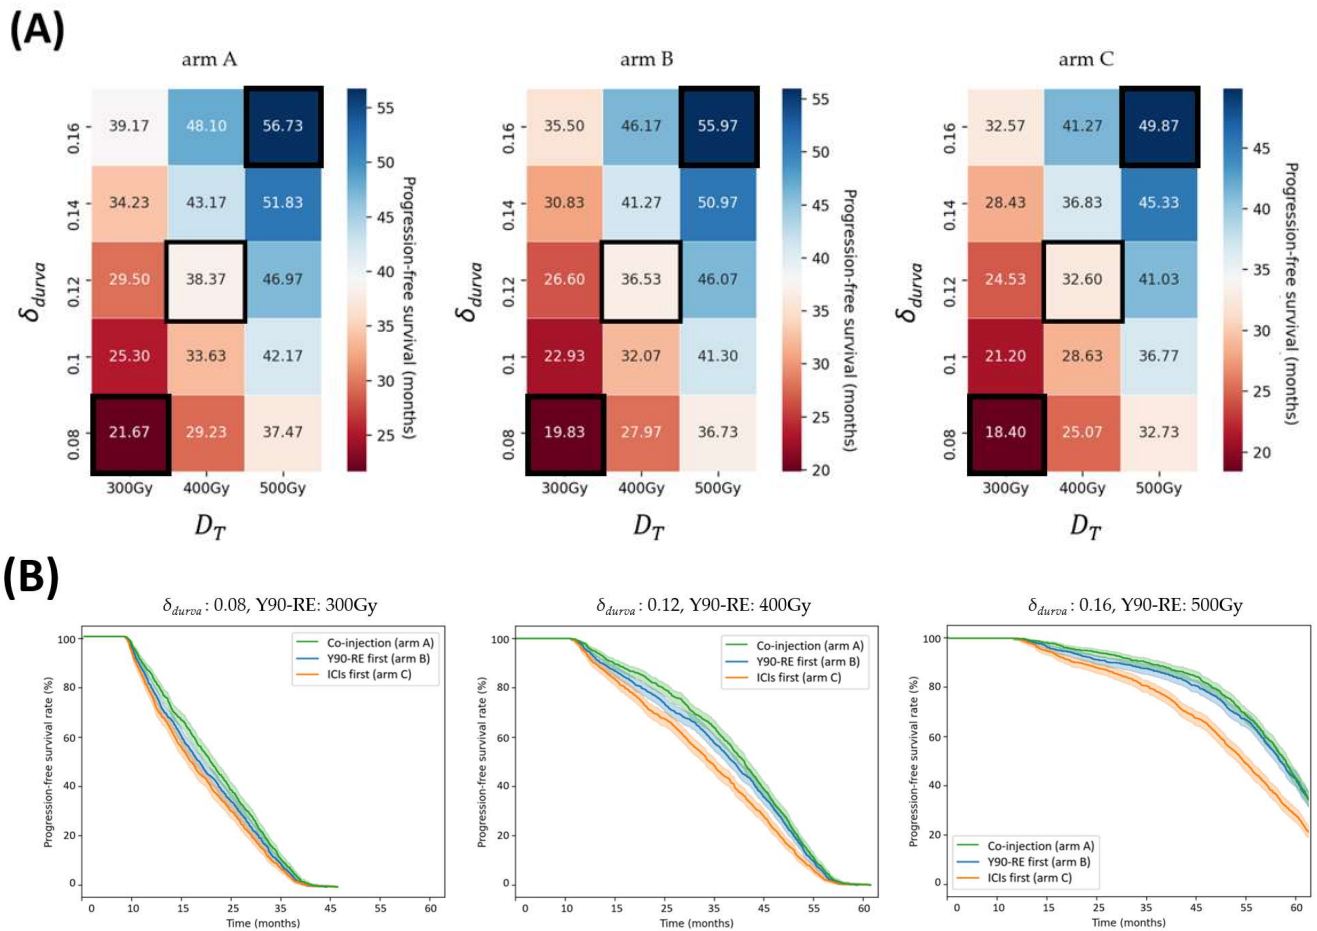 (A)
arm A
arm B
arm C
0.16 39.17 48.10 56.73
0.14 34.23 43.17 51.83
0.12 29.50 38.37 46.97
0.1 25.30 33.63 42.17
0.08 21.67 29.23 37.47
300Gy 400Gy 500Gy
δdurva
D_T
55
50
45
40
35
30
25
Progression-free survival (months)
0.16 35.50 46.17 55.97
0.14 30.83 41.27 50.97
0.12 26.60 36.53 46.07
0.1 22.93 32.07 41.30
0.08 19.83 27.97 36.73
300Gy 400Gy 500Gy
δdurva
D_T
55
50
45
40
35
30
25
20
Progression-free survival (months)
0.16 32.57 41.27 49.87
0.14 28.43 36.83 45.33
0.12 24.53 32.60 41.03
0.1 21.20 28.63 36.77
0.08 18.40 25.07 32.73
300Gy 400Gy 500Gy
δdurva
D_T
45
40
35
30
25
20
Progression-free survival (months)
(B)
δdurva : 0.08, Y90-RE: 300Gy
Co-injection (arm A)
Y90-RE first (arm B)
ICIs first (arm C)
100
80
60
40
20
0
Progression-free survival rate (%)
0 10 15 25 35 45 55 60
Time (months)
δdurva : 0.12, Y90-RE: 400Gy
Co-injection (arm A)
Y90-RE first (arm B)
ICIs first (arm C)
100
80
60
40
20
0
Progression-free survival rate (%)
0 10 15 25 35 45 55 60
Time (months)
δdurva : 0.16, Y90-RE: 500Gy
Co-injection (arm A)
Y90-RE first (arm B)
ICIs first (arm C)
100
80
60
40
20
0
Progression-free survival rate (%)
0 10 15 25 35 45 55 60
Time (months)